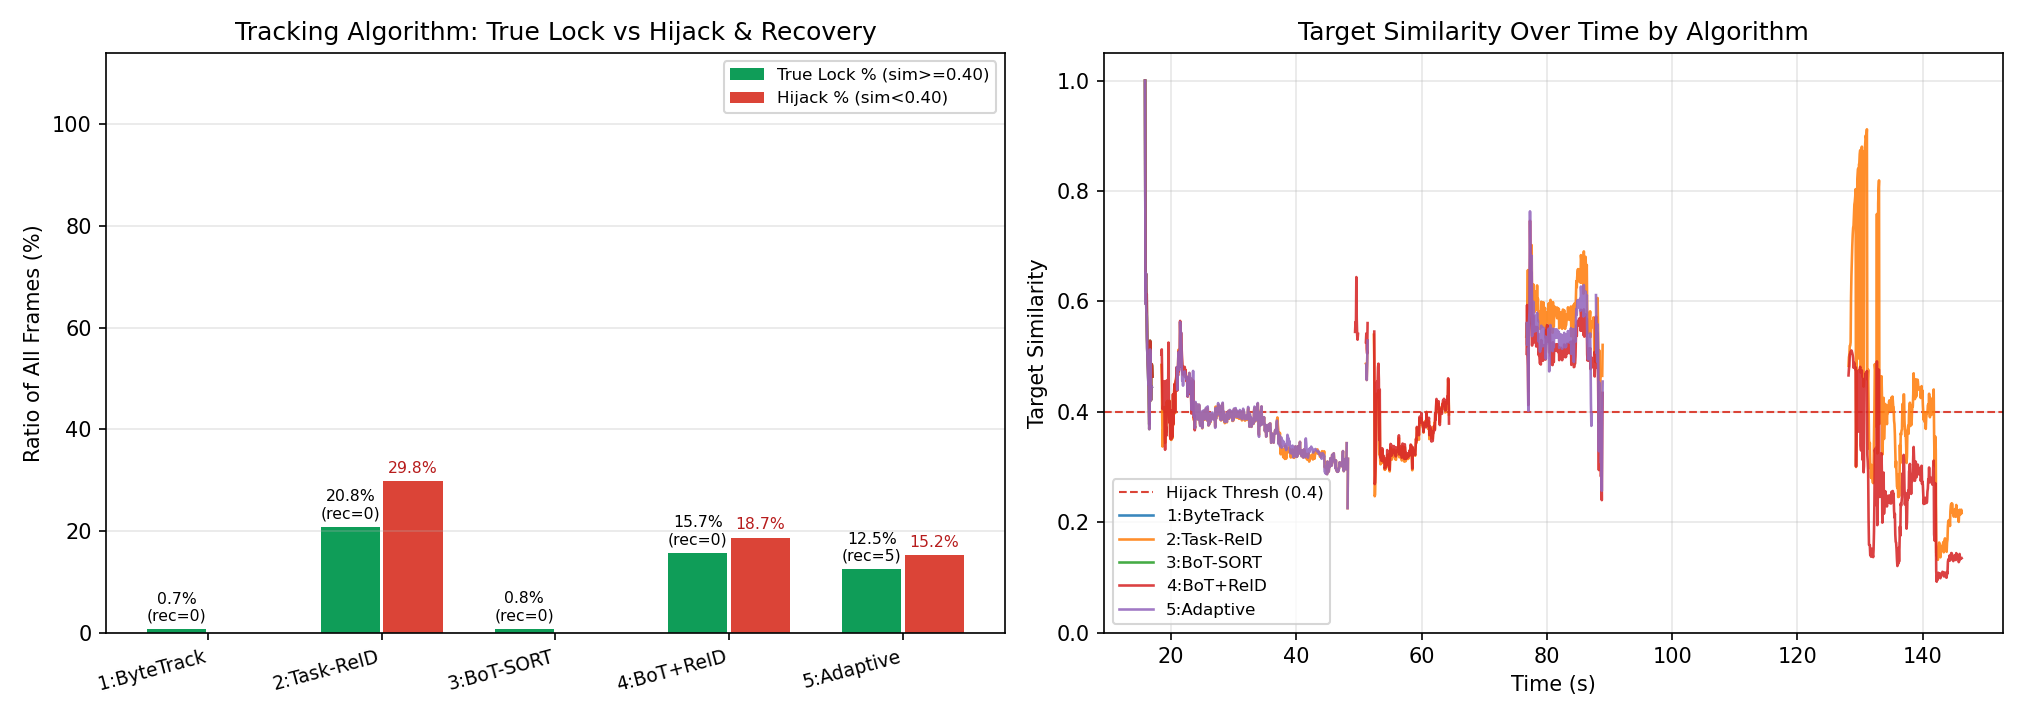 Tracking Algorithm: True Lock vs Hijack & Recovery
True Lock % (sim>=0.40)
Hijack % (sim<0.40)
Ratio of All Frames (%)
100
80
60
40
20
0
0.7%
(rec=0)
20.8%
(rec=0)
29.8%
0.8%
(rec=0)
15.7%
(rec=0)
18.7%
12.5%
(rec=5)
15.2%
1:ByteTrack
2:Task-ReID
3:BoT-SORT
4:BoT+ReID
5:Adaptive
Target Similarity Over Time by Algorithm
Target Similarity
1.0
0.8
0.6
0.4
0.2
0.0
Hijack Thresh (0.4)
1:ByteTrack
2:Task-ReID
3:BoT-SORT
4:BoT+ReID
5:Adaptive
20
40
60
80
100
120
140
Time (s)